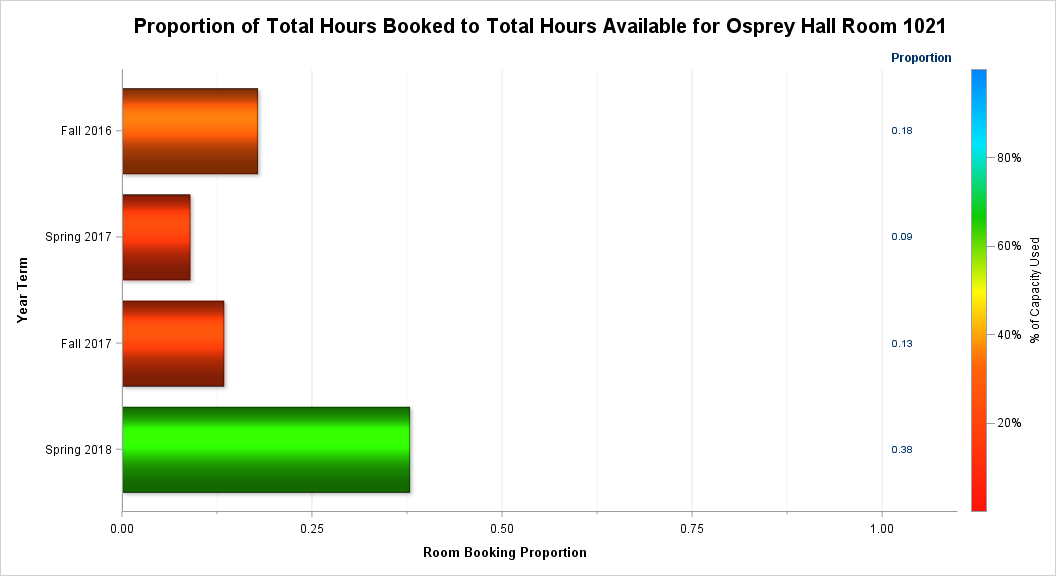 Proportion of Total Hours Booked to Total Hours Available for Osprey Hall Room 1021
Proportion
Fall 2016
0.18
Spring 2017
0.09
Fall 2017
0.13
Spring 2018
0.38
Year Term
0.00 0.25 0.50 0.75 1.00
Room Booking Proportion
80%
60%
40%
20%
% of Capacity Used